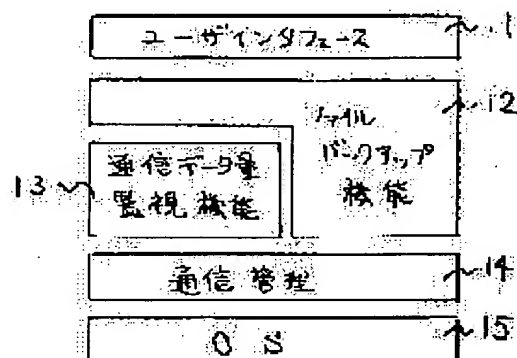 ユーザインタフェース
11
12
ファイル
バックアップ
機能
通信データ量
監視機能
13
通信管理
14
OS
15